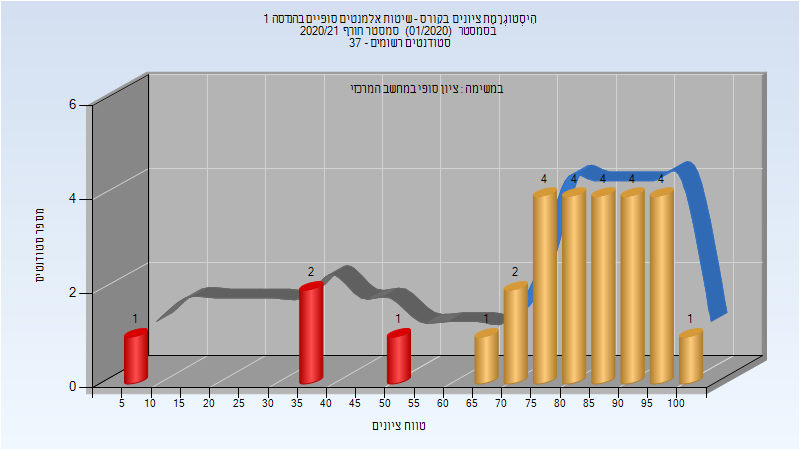 היסטוגרמת ציונים בקורס - שיטות אלמנטים סופיים בהנדסה 1
בסמסטר (01/2020) סמסטר חורף 2020/21
סטודנטים רשומים - 37
במשימה : ציון סופי במחשב המרכזי
6
4
2
0
מספר סטודנטים
1
2
1
1
2
4
4
4
4
4
1
5 10 15 20 25 30 35 40 45 50 55 60 65 70 75 80 85 90 95 100
טווח ציונים